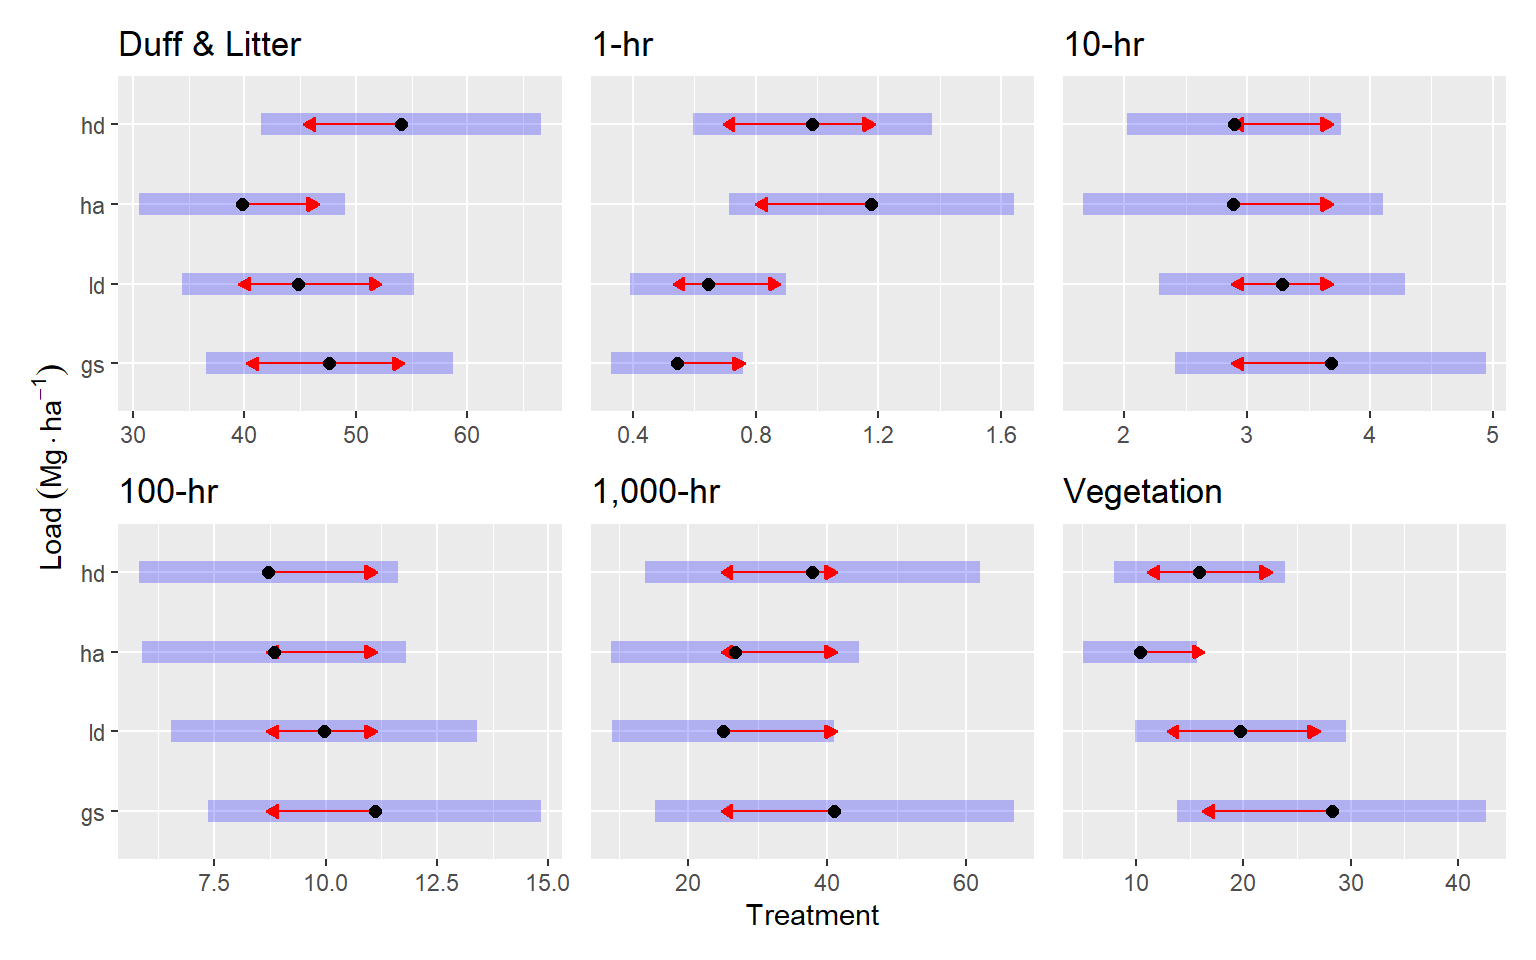 Duff & Litter 1-hr 10-hr
hd
ha
ld
gs
30 40 50 60 0.4 0.8 1.2 1.6 2 3 4 5
Load (Mg · ha⁻¹)
100-hr 1,000-hr Vegetation
hd
ha
ld
gs
7.5 10.0 12.5 15.0 20 40 60 10 20 30 40
Treatment